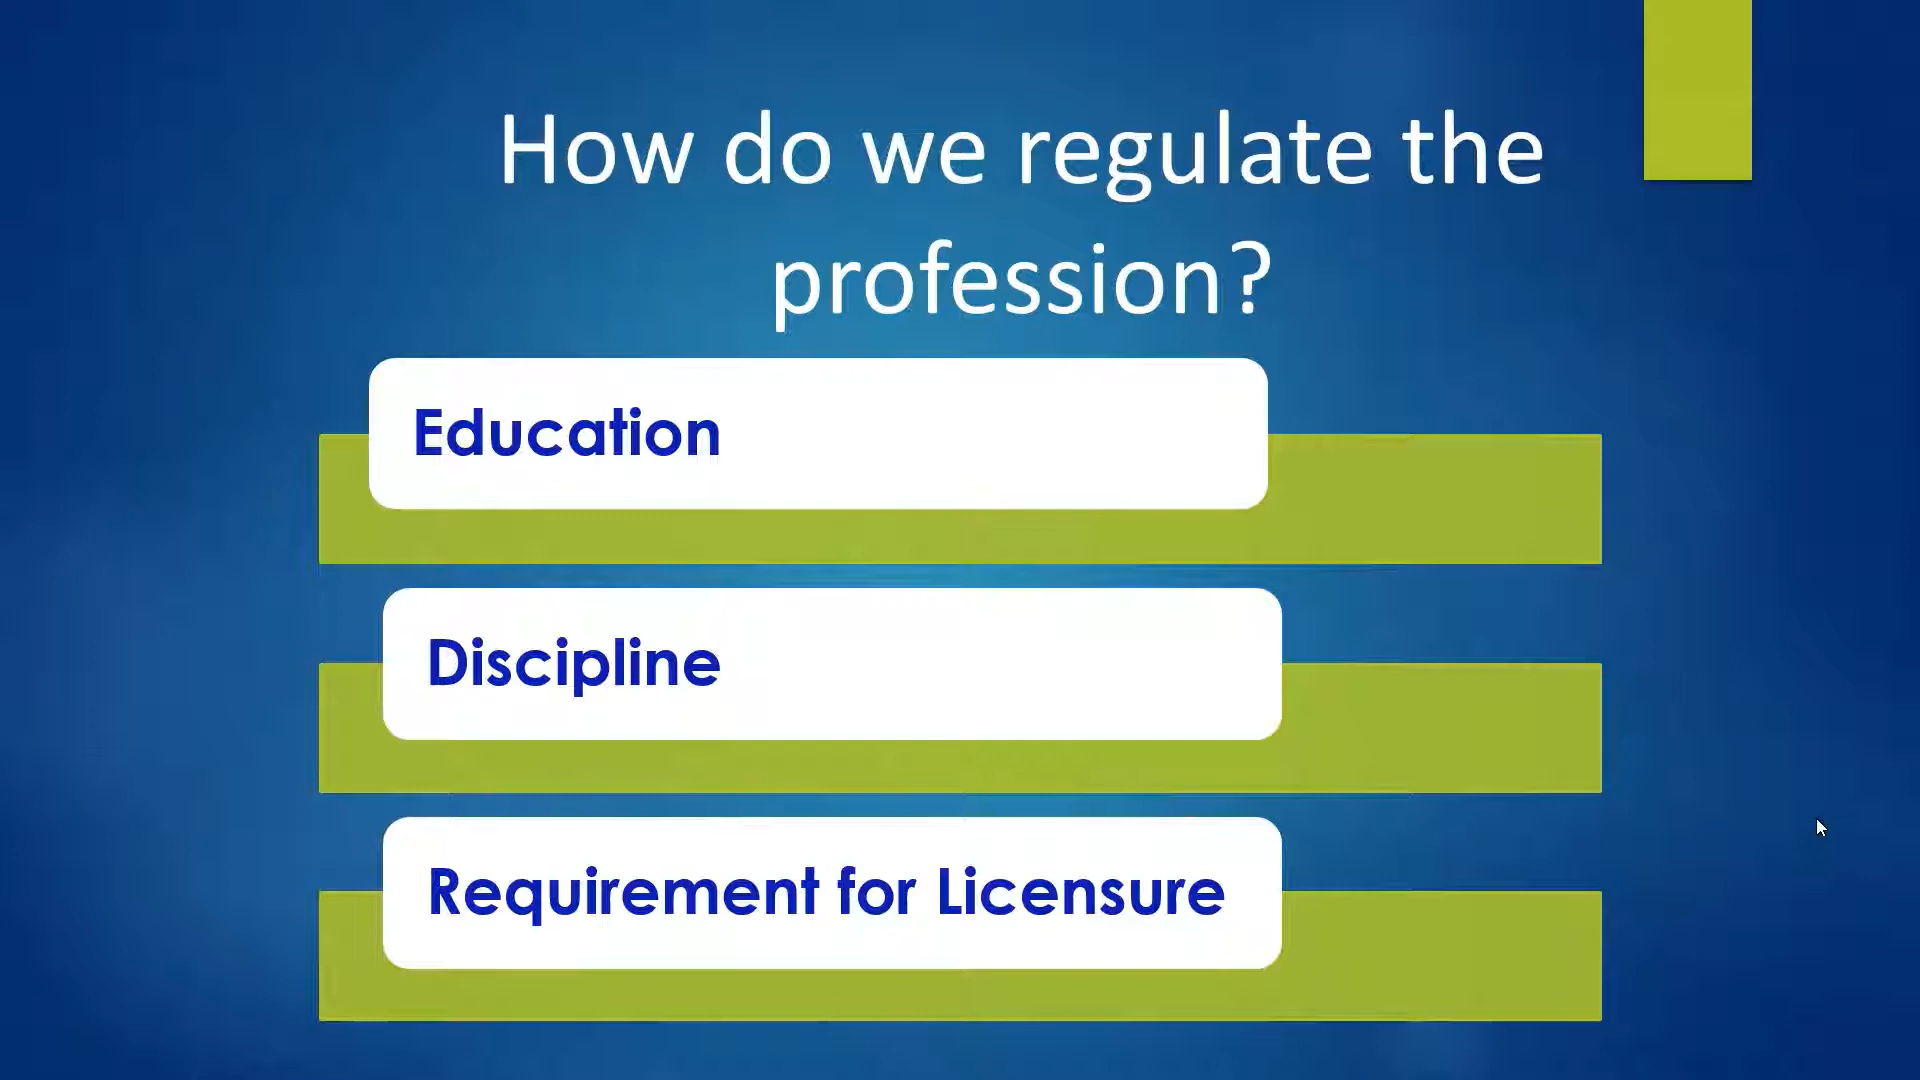 How do we regulate the
profession?
Education
Discipline
Requirement for Licensure